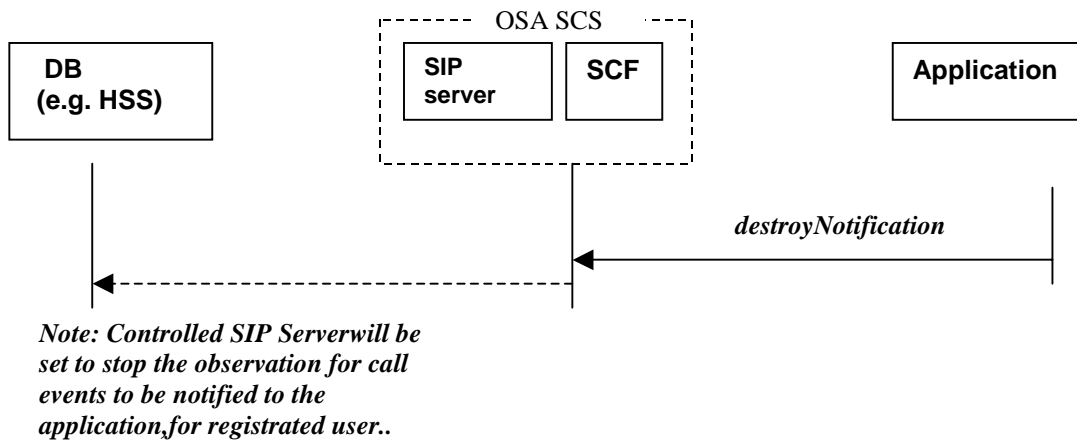 OSA SCS
DB
(e.g. HSS)
SIP
server
SCF
Application
destroyNotification
Note: Controlled SIP Serverwill be
set to stop the observation for call
events to be notified to the
application,for registrated user..